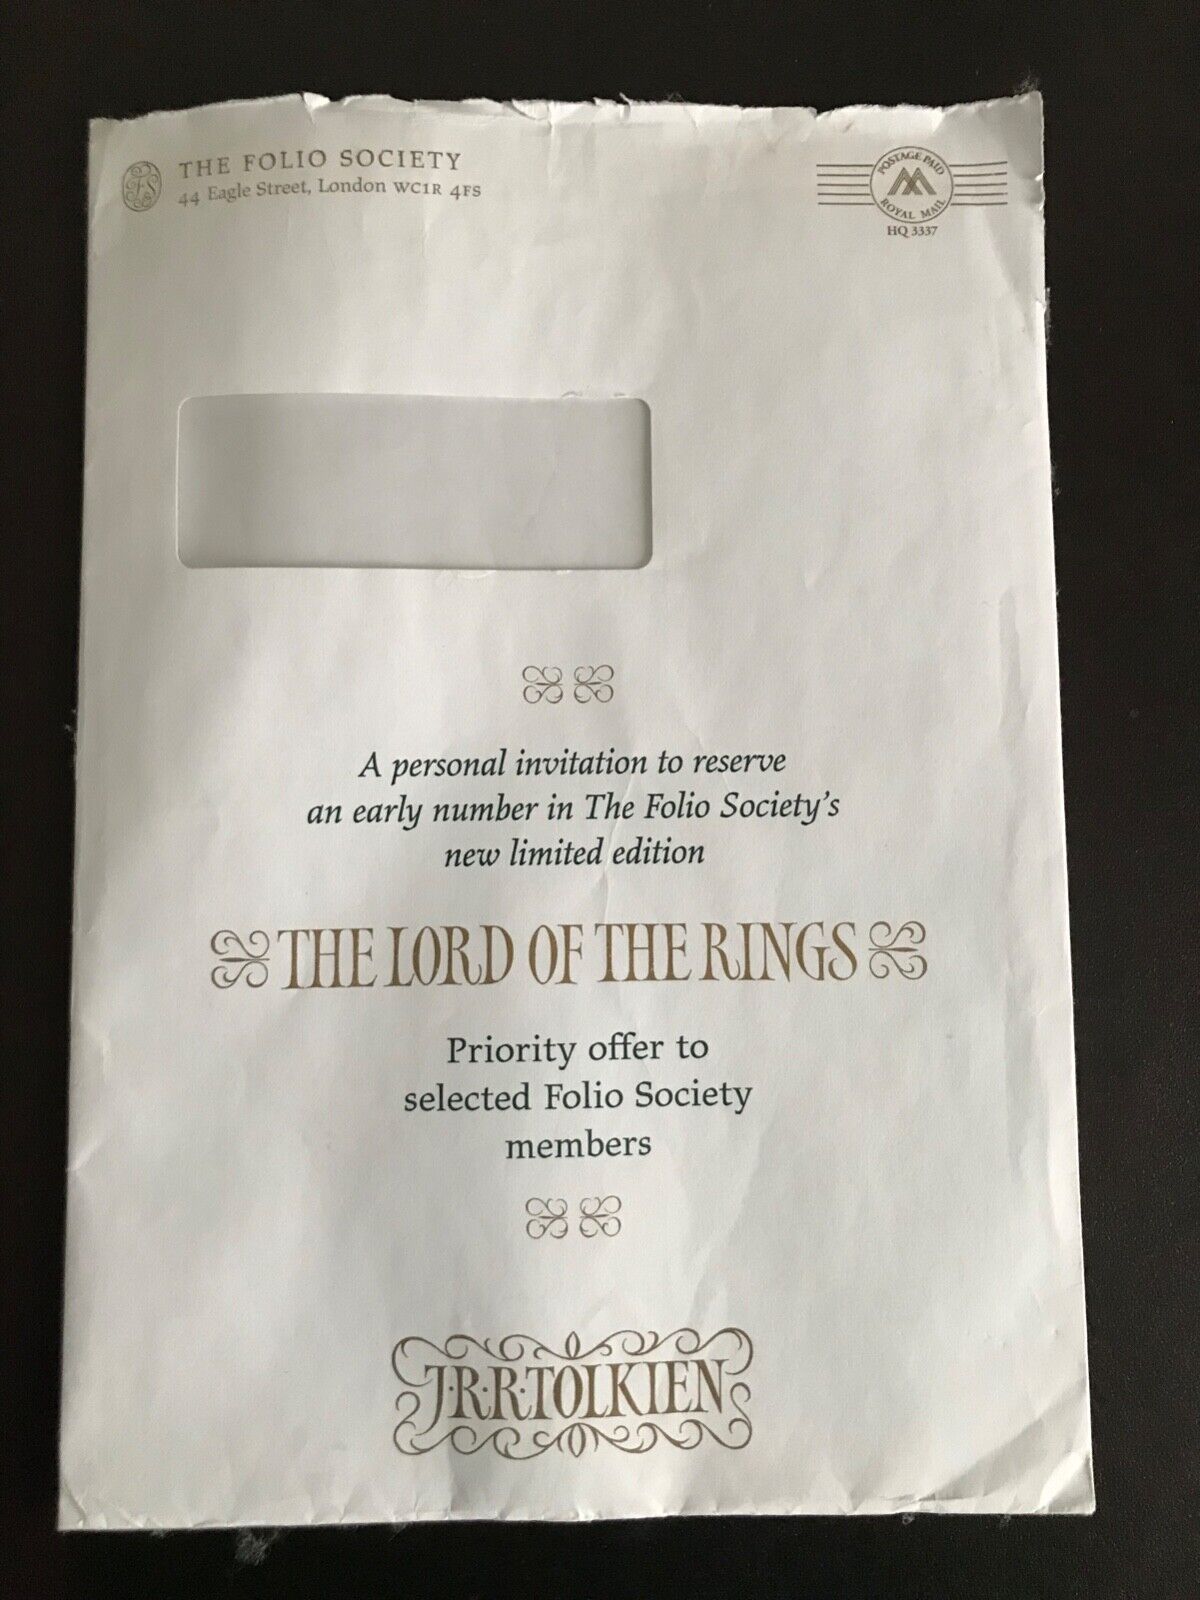 THE FOLIO SOCIETY
44 Eagle Street, London WC1R 4FS
POSTAGE PAID
ROYAL MAIL
HQ 3337
A personal invitation to reserve
an early number in The Folio Society's
new limited edition
THE LORD OF THE RINGS
Priority offer to
selected Folio Society
members
J·R·R·TOLKIEN